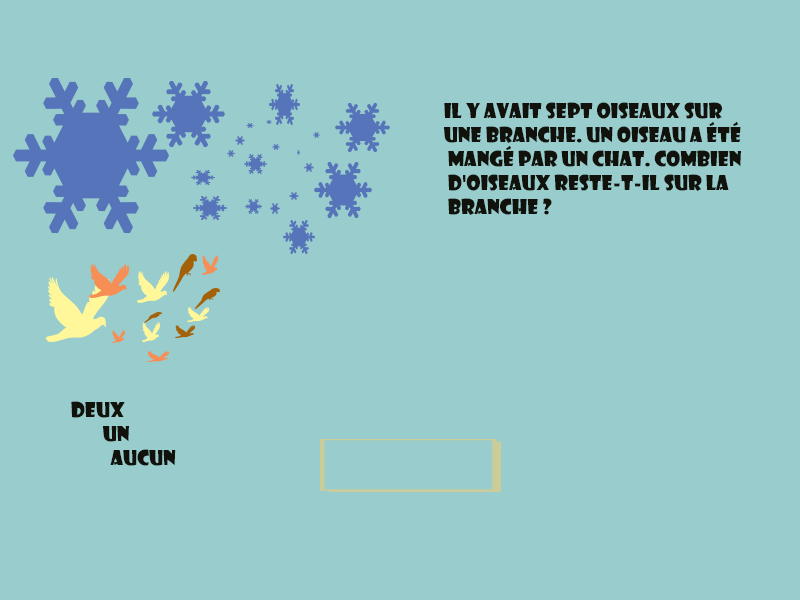 IL Y AVAIT SEPT OISEAUX SUR
UNE BRANCHE. UN OISEAU A ÉTÉ
MANGÉ PAR UN CHAT. COMBIEN
D'OISEAUX RESTE-T-IL SUR LA
BRANCHE ?
DEUX
UN
AUCUN